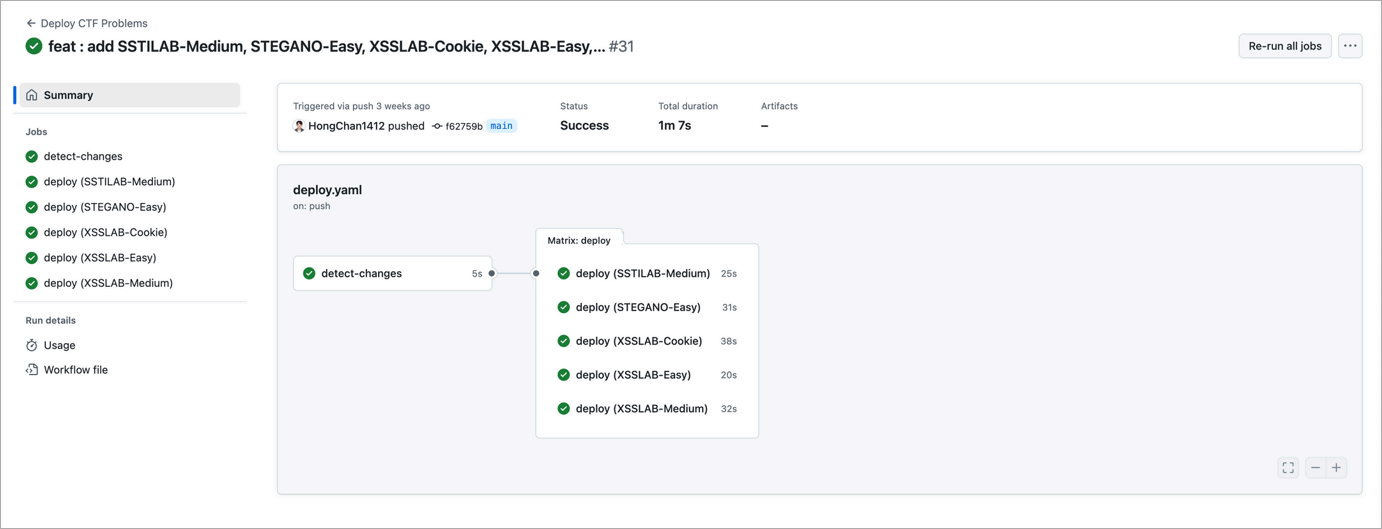 ← Deploy CTF Problems
feat : add SSTILAB-Medium, STEGANO-Easy, XSSLAB-Cookie, XSSLAB-Easy,... #31
Re-run all jobs
Summary
Jobs
detect-changes
deploy (SSTILAB-Medium)
deploy (STEGANO-Easy)
deploy (XSSLAB-Cookie)
deploy (XSSLAB-Easy)
deploy (XSSLAB-Medium)
Run details
Usage
Workflow file
Triggered via push 3 weeks ago
HongChan1412 pushed f62759b main
Status
Success
Total duration
1m 7s
Artifacts
–
deploy.yaml
on: push
detect-changes 5s
Matrix: deploy
deploy (SSTILAB-Medium) 25s
deploy (STEGANO-Easy) 31s
deploy (XSSLAB-Cookie) 38s
deploy (XSSLAB-Easy) 20s
deploy (XSSLAB-Medium) 32s